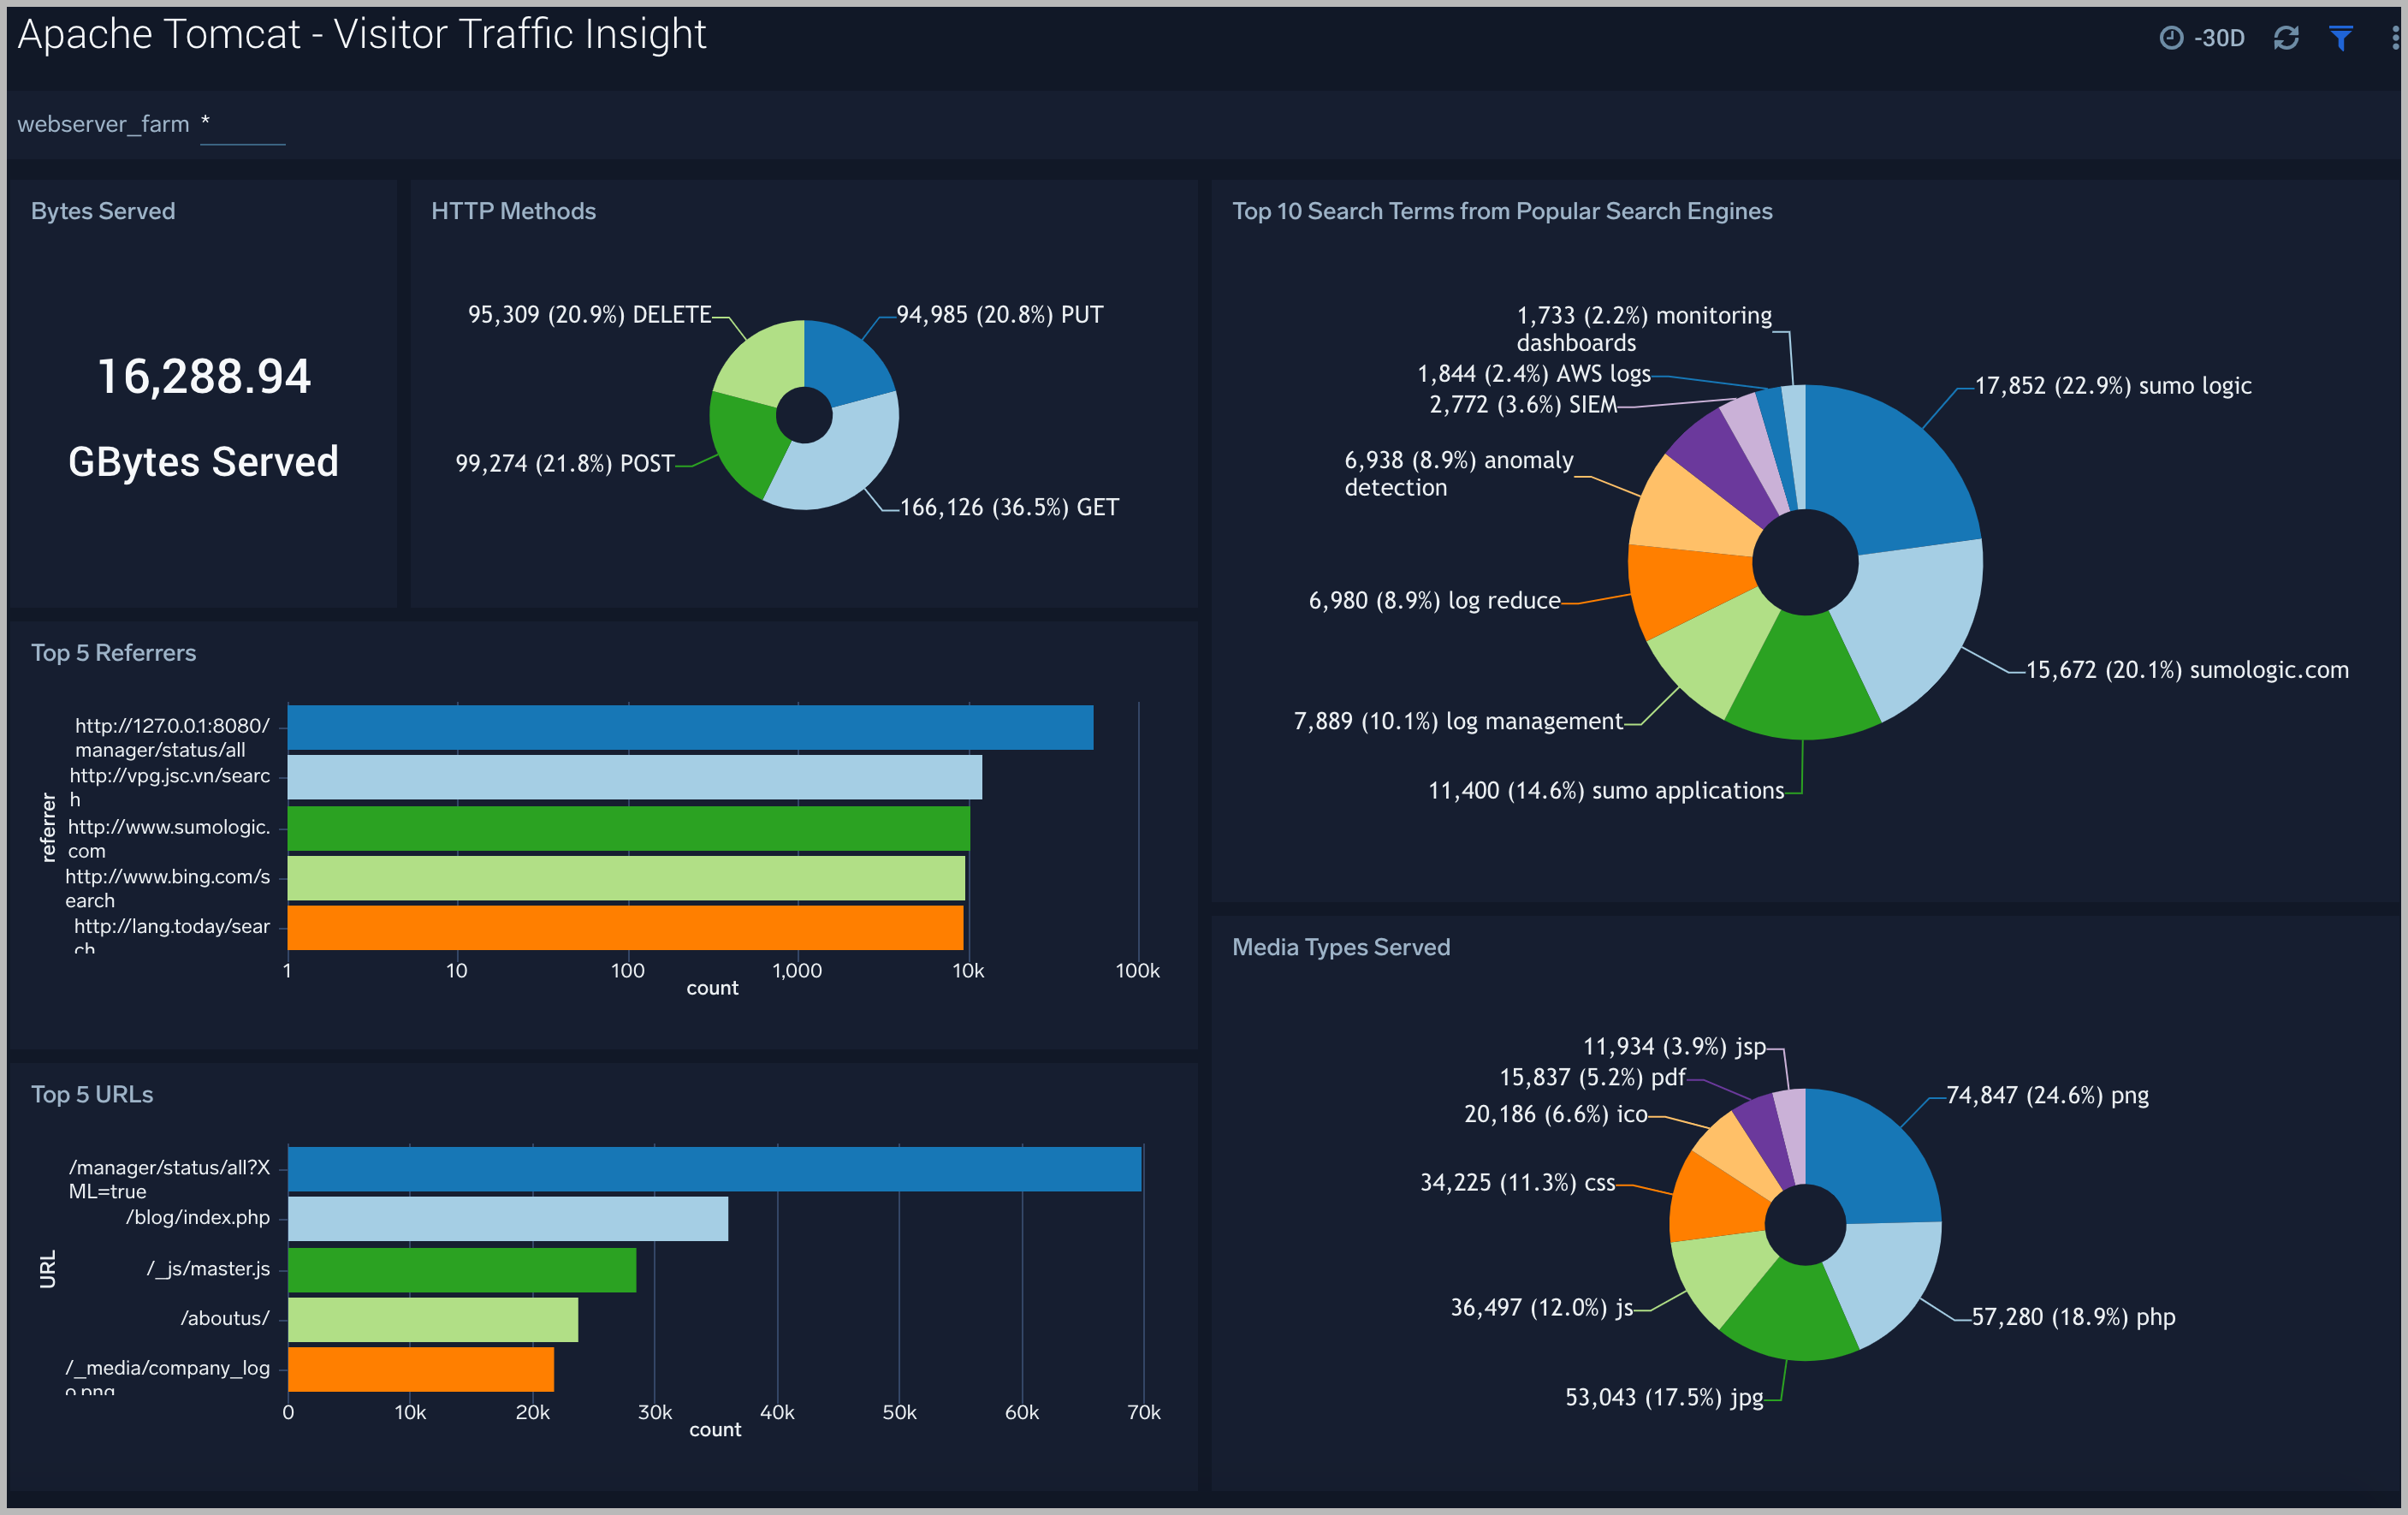 Apache Tomcat - Visitor Traffic Insight
-30D
webserver_farm *
Bytes Served
16,288.94
GBytes Served
HTTP Methods
95,309 (20.9%) DELETE
94,985 (20.8%) PUT
99,274 (21.8%) POST
166,126 (36.5%) GET
Top 10 Search Terms from Popular Search Engines
1,733 (2.2%) monitoring
dashboards
1,844 (2.4%) AWS logs
2,772 (3.6%) SIEM
6,938 (8.9%) anomaly
detection
6,980 (8.9%) log reduce
7,889 (10.1%) log management
11,400 (14.6%) sumo applications
17,852 (22.9%) sumo logic
15,672 (20.1%) sumologic.com
Top 5 Referrers
referrer
http://127.0.0.1:8080/
manager/status/all
http://vpg.jsc.vn/searc
h
http://www.sumologic.
com
http://www.bing.com/s
earch
http://lang.today/sear
ch
1 10 100 1,000 10k 100k
count
Top 5 URLs
URL
/manager/status/all?X
ML=true
/blog/index.php
/_js/master.js
/aboutus/
/_media/company_log
o.png
0 10k 20k 30k 40k 50k 60k 70k
count
Media Types Served
11,934 (3.9%) jsp
15,837 (5.2%) pdf
20,186 (6.6%) ico
34,225 (11.3%) css
36,497 (12.0%) js
53,043 (17.5%) jpg
74,847 (24.6%) png
57,280 (18.9%) php